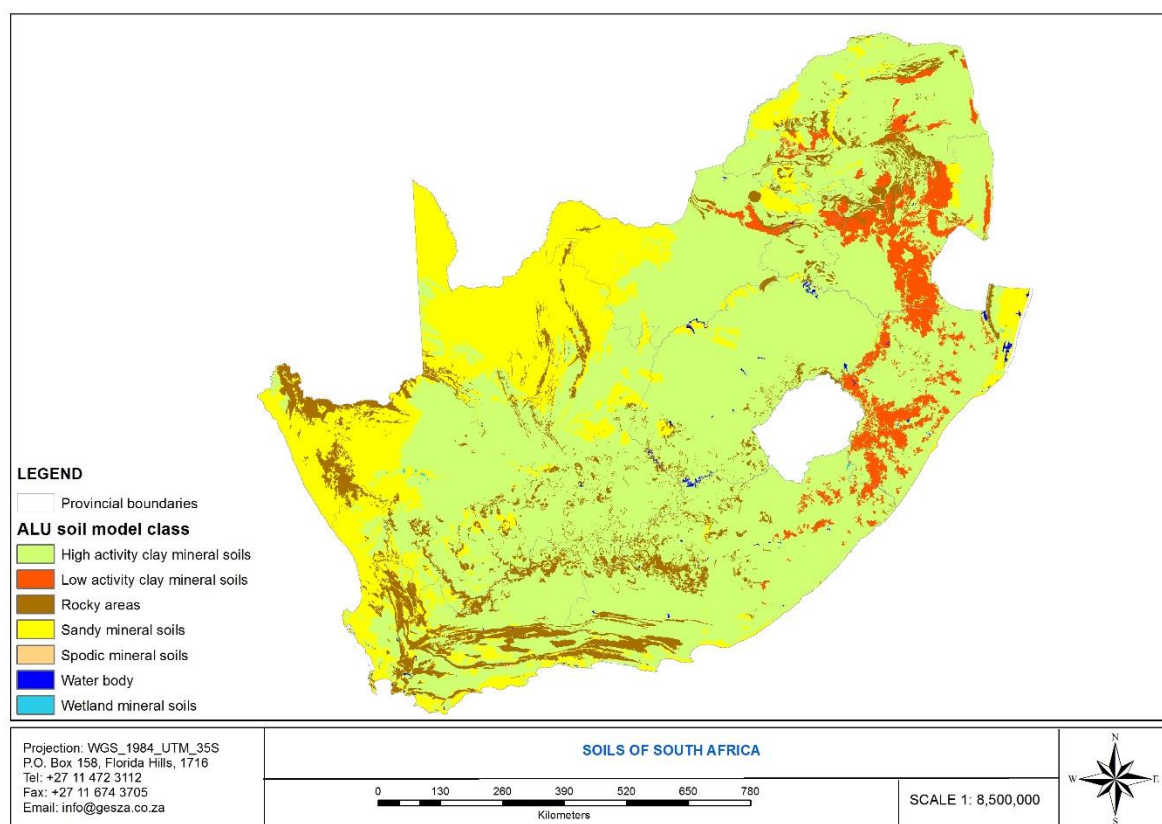 LEGEND
Provincial boundaries
ALU soil model class
High activity clay mineral soils
Low activity clay mineral soils
Rocky areas
Sandy mineral soils
Spodic mineral soils
Water body
Wetland mineral soils
Projection: WGS_1984_UTM_35S
P.O. Box 158, Florida Hills, 1716
Tel: +27 11 472 3112
Fax: +27 11 674 3705
Email: info@gesza.co.za
SOILS OF SOUTH AFRICA
0 130 260 390 520 650 780
Kilometers
SCALE 1: 8,500,000
N
W E
S